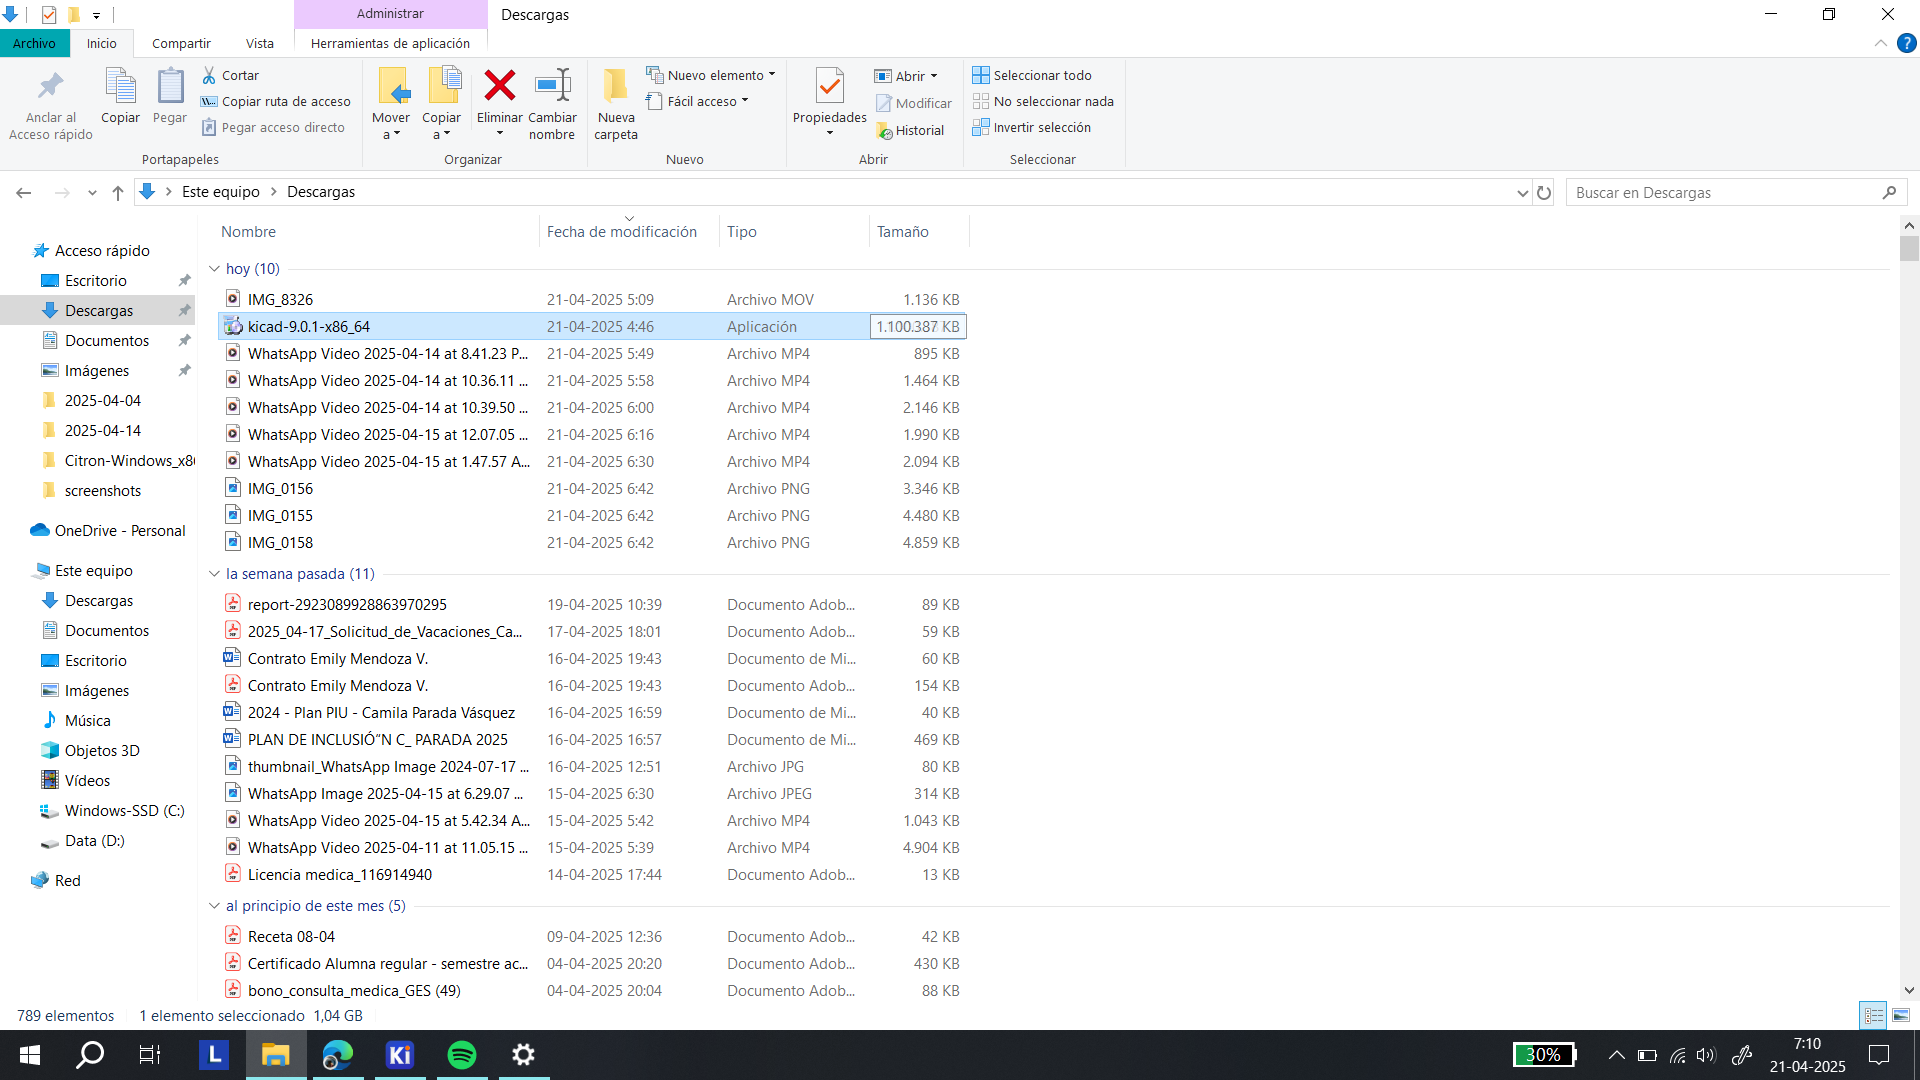 Administrar
Descargas
Archivo
Inicio
Compartir
Vista
Herramientas de aplicación
Anclar al
Acceso rápido
Copiar
Pegar
Cortar
Copiar ruta de acceso
Pegar acceso directo
Portapapeles
Mover
a
Copiar
a
Eliminar
Cambiar
nombre
Organizar
Nueva
carpeta
Nuevo elemento
Fácil acceso
Nuevo
Propiedades
Abrir
Modificar
Historial
Abrir
Seleccionar todo
No seleccionar nada
Invertir selección
Seleccionar
Este equipo > Descargas
Buscar en Descargas
Acceso rápido
Escritorio
Descargas
Documentos
Imágenes
2025-04-04
2025-04-14
Citron-Windows_x8
screenshots
OneDrive - Personal
Este equipo
Descargas
Documentos
Escritorio
Imágenes
Música
Objetos 3D
Vídeos
Windows-SSD (C:)
Data (D:)
Red
Nombre Fecha de modificación Tipo Tamaño
hoy (10)
IMG_8326 21-04-2025 5:09 Archivo MOV 1.136 KB
kicad-9.0.1-x86_64 21-04-2025 4:46 Aplicación 1.100.387 KB
WhatsApp Video 2025-04-14 at 8.41.23 P... 21-04-2025 5:49 Archivo MP4 895 KB
WhatsApp Video 2025-04-14 at 10.36.11 ... 21-04-2025 5:58 Archivo MP4 1.464 KB
WhatsApp Video 2025-04-14 at 10.39.50 ... 21-04-2025 6:00 Archivo MP4 2.146 KB
WhatsApp Video 2025-04-15 at 12.07.05 ... 21-04-2025 6:16 Archivo MP4 1.990 KB
WhatsApp Video 2025-04-15 at 1.47.57 A... 21-04-2025 6:30 Archivo MP4 2.094 KB
IMG_0156 21-04-2025 6:42 Archivo PNG 3.346 KB
IMG_0155 21-04-2025 6:42 Archivo PNG 4.480 KB
IMG_0158 21-04-2025 6:42 Archivo PNG 4.859 KB
la semana pasada (11)
report-2923089928863970295 19-04-2025 10:39 Documento Adob... 89 KB
2025_04-17_Solicitud_de_Vacaciones_Ca... 17-04-2025 18:01 Documento Adob... 59 KB
Contrato Emily Mendoza V. 16-04-2025 19:43 Documento de Mi... 60 KB
Contrato Emily Mendoza V. 16-04-2025 19:43 Documento Adob... 154 KB
2024 - Plan PIU - Camila Parada Vásquez 16-04-2025 16:59 Documento de Mi... 40 KB
PLAN DE INCLUSIÓ“N C_ PARADA 2025 16-04-2025 16:57 Documento de Mi... 469 KB
thumbnail_WhatsApp Image 2024-07-17 ... 16-04-2025 12:51 Archivo JPG 80 KB
WhatsApp Image 2025-04-15 at 6.29.07 ... 15-04-2025 6:30 Archivo JPEG 314 KB
WhatsApp Video 2025-04-15 at 5.42.34 A... 15-04-2025 5:42 Archivo MP4 1.043 KB
WhatsApp Video 2025-04-11 at 11.05.15 ... 15-04-2025 5:39 Archivo MP4 4.904 KB
Licencia medica_116914940 14-04-2025 17:44 Documento Adob... 13 KB
al principio de este mes (5)
Receta 08-04 09-04-2025 12:36 Documento Adob... 42 KB
Certificado Alumna regular - semestre ac... 04-04-2025 20:20 Documento Adob... 430 KB
bono_consulta_medica_GES (49) 04-04-2025 20:04 Documento Adob... 88 KB
789 elementos 1 elemento seleccionado 1,04 GB
L
Ki
30%
7:10
21-04-2025